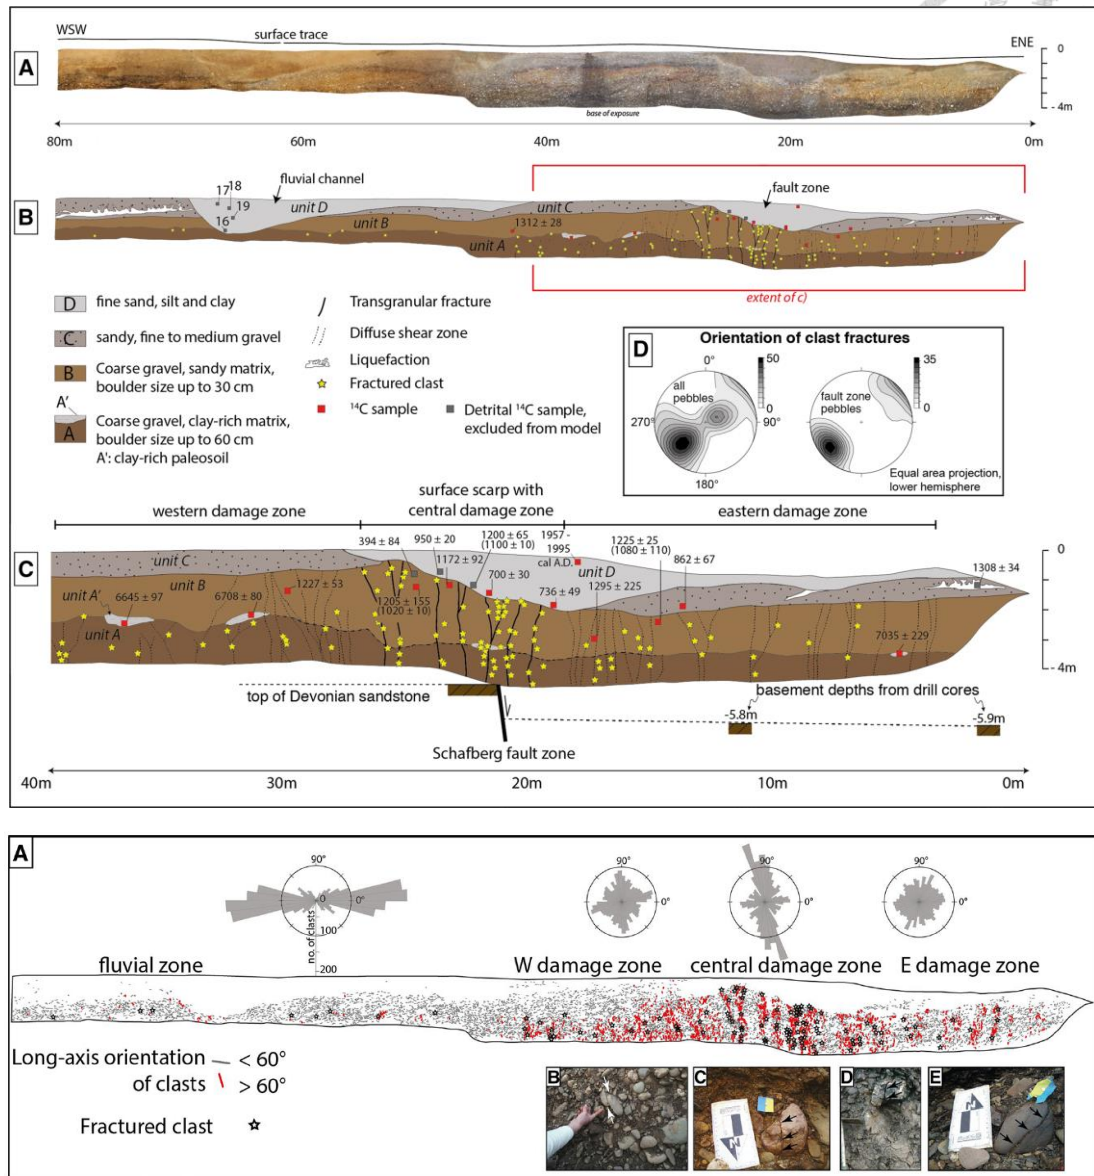 WSW
surface trace
ENE
A
0
- 4m
base of exposure
80m
60m
40m
20m
0m
B
17
18
19
16
fluvial channel
unit D
unit C
fault zone
unit B
1312 ± 28
unit A
extent of c)
D fine sand, silt and clay
C sandy, fine to medium gravel
B Coarse gravel, sandy matrix,
boulder size up to 30 cm
A'
A Coarse gravel, clay-rich matrix,
boulder size up to 60 cm
A': clay-rich paleosoil
Transgranular fracture
Diffuse shear zone
Liquefaction
Fractured clast
¹⁴C sample
Detrital ¹⁴C sample,
excluded from model
D
Orientation of clast fractures
0°
50
35
all
pebbles
fault zone
pebbles
270°
90°
0
0
180°
Equal area projection,
lower hemisphere
western damage zone
surface scarp with
central damage zone
eastern damage zone
C
394 ± 84
950 ± 20
1172 ± 92
1200 ± 65
(1100 ± 10)
700 ± 30
1957 -
1995
cal A.D.
1225 ± 25
(1080 ± 110)
862 ± 67
0
unit C
unit B
unit D
1308 ± 34
1227 ± 53
736 ± 49
1295 ± 225
unit A'
6645 ± 97
6708 ± 80
1205 ± 155
(1020 ± 10)
unit A
7035 ± 229
-4m
top of Devonian sandstone
basement depths from drill cores
-5.8m
-5.9m
Schafberg fault zone
40m
30m
20m
10m
0m
A
90°
0
0°
no. of clasts
100
200
90°
0°
90°
0°
90°
0°
fluvial zone
W damage zone
central damage zone
E damage zone
Long-axis orientation
of clasts
< 60°
> 60°
Fractured clast
B
C
D
E